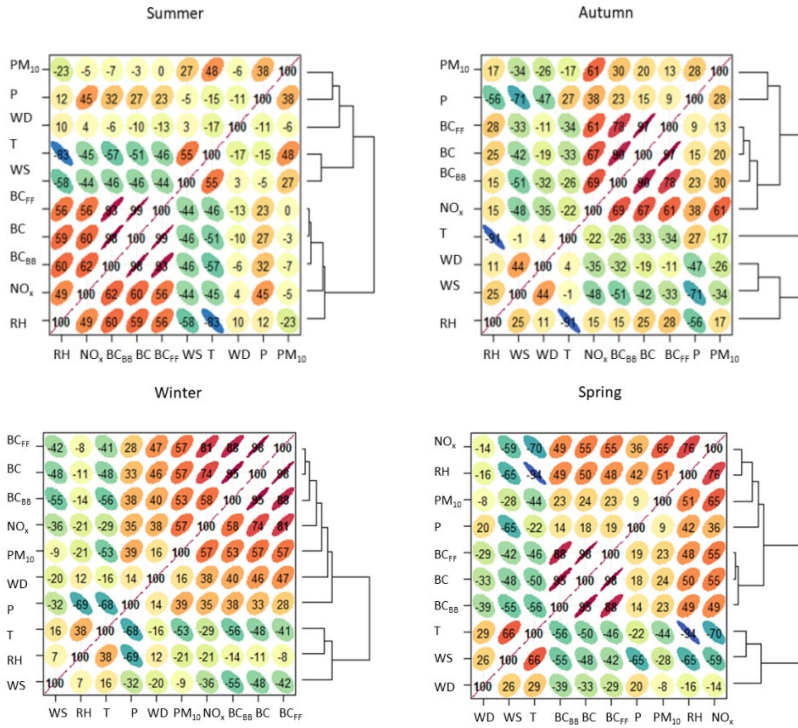 Summer
PM₁₀ -23 -5 -7 -3 0 27 48 -6 38 100
P 12 45 32 27 23 -5 -15 -11 100 38
WD 10 4 -6 -10 -13 3 -17 100 -11 -6
T -83 -45 -57 -51 -46 55 100 -17 -15 48
WS -58 -44 -46 -46 -44 100 55 3 -5 27
BC_FF 56 56 93 99 100 -44 -46 -13 23 0
BC 59 60 98 100 99 -46 -51 -10 27 -3
BC_BB 60 62 100 98 93 -46 -57 -6 32 -7
NOₓ 49 100 62 60 56 -44 -45 4 45 -5
RH 100 49 60 59 56 -58 -83 10 12 -23
RH NOₓ BC_BB BC BC_FF WS T WD P PM₁₀
Autumn
PM₁₀ 17 -34 -26 -17 61 30 20 13 28 100
P -56 -71 -47 27 38 23 15 9 100 28
BC_FF 28 -33 -11 -34 61 78 97 100 9 13
BC 25 -42 -19 -33 67 90 100 97 15 20
BC_BB 15 -51 -32 -26 69 100 90 78 23 30
NOₓ 15 -48 -35 -22 100 69 67 61 38 61
T -91 -1 4 100 -22 -26 -33 -34 27 -17
WD 11 44 100 4 -35 -32 -19 -11 -47 -26
WS 25 100 44 -1 -48 -51 -42 -33 -71 -34
RH 100 25 11 -91 15 15 25 28 -56 17
RH WS WD T NOₓ BC_BB BC BC_FF P PM₁₀
Winter
BC_FF -42 -8 -41 28 47 57 81 88 98 100
BC -48 -11 -48 33 46 57 74 95 100 98
BC_BB -55 -14 -56 38 40 53 58 100 95 88
NOₓ -36 -21 -29 35 38 57 100 58 74 81
PM₁₀ -9 -21 -53 39 16 100 57 53 57 57
WD -20 12 -16 14 100 16 38 40 46 47
P -32 -69 -68 100 14 39 35 38 33 28
T 16 38 100 -68 -16 -53 -29 -56 -48 -41
RH 7 100 38 -69 12 -21 -21 -14 -11 -8
WS 100 7 16 -32 -20 -9 -36 -55 -48 -42
WS RH T P WD PM₁₀ NOₓ BC_BB BC BC_FF
Spring
NOₓ -14 -59 -70 49 55 55 36 65 76 100
RH -16 -65 -94 49 50 48 42 51 100 76
PM₁₀ -8 -28 -44 23 24 23 9 100 51 65
P 20 -65 -22 14 18 19 100 9 42 36
BC_FF -29 -42 -46 88 98 100 19 23 48 55
BC -33 -48 -50 95 100 98 18 24 50 55
BC_BB -39 -55 -56 100 95 88 14 23 49 49
T 29 66 100 -56 -50 -46 -22 -44 -94 -70
WS 26 100 66 -55 -48 -42 -65 -28 -65 -59
WD 100 26 29 -39 -33 -29 20 -8 -16 -14
WD WS T BC_BB BC BC_FF P PM₁₀ RH NOₓ